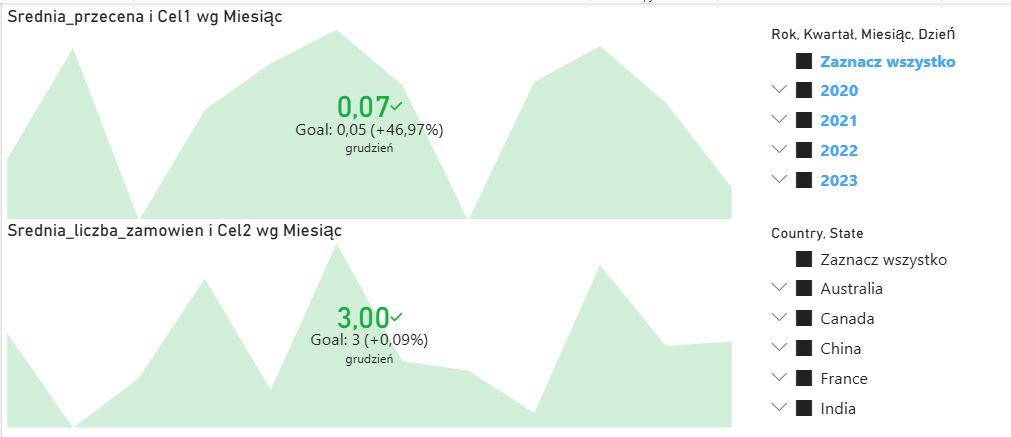 Srednia_przecena i Cel1 wg Miesiąc
0,07
Goal: 0,05 (+46,97%)
grudzień
Srednia_liczba_zamowien i Cel2 wg Miesiąc
3,00
Goal: 3 (+0,09%)
grudzień
Rok, Kwartał, Miesiąc, Dzień
Zaznacz wszystko
2020
2021
2022
2023
Country, State
Zaznacz wszystko
Australia
Canada
China
France
India